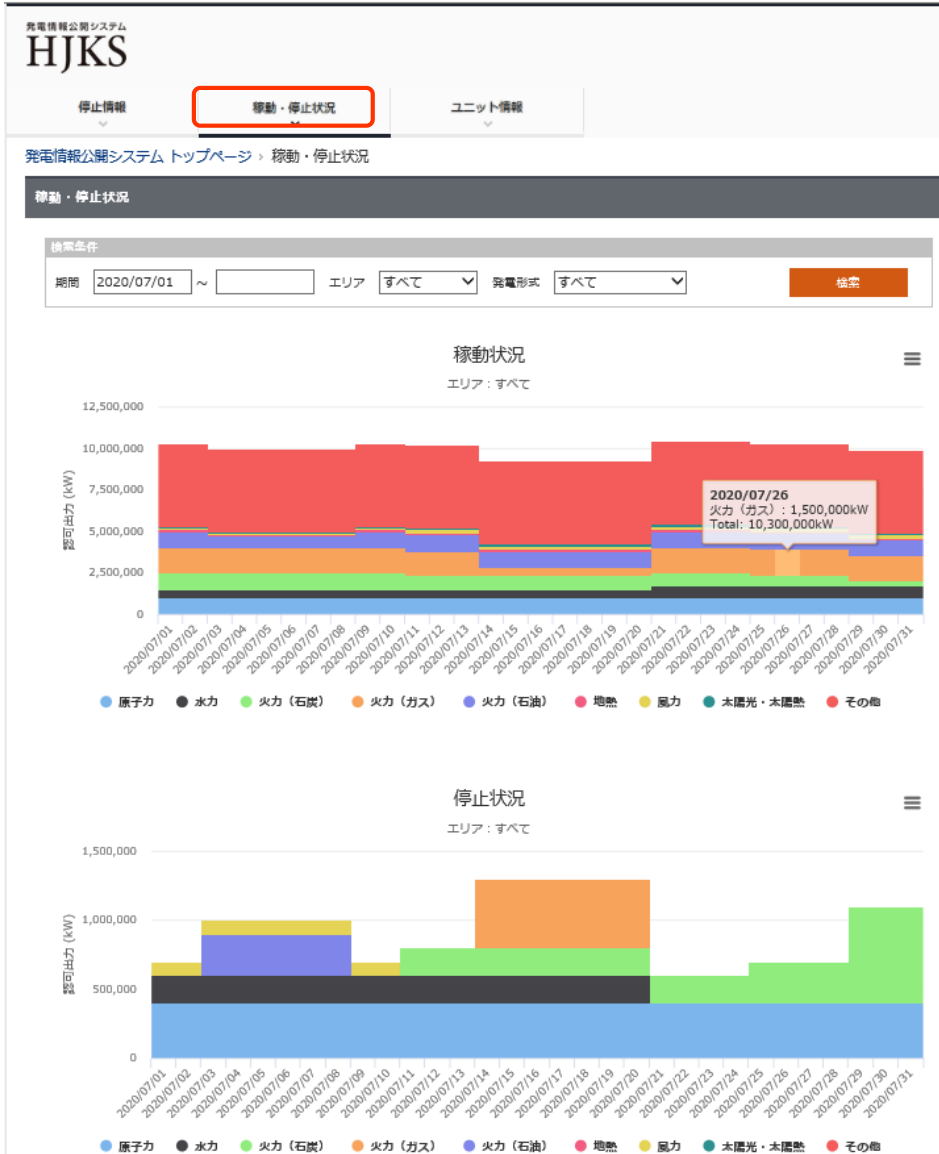 発電情報公開システム
HJKS
停止情報
稼動・停止状況
ユニット情報
発電情報公開システム トップページ › 稼動・停止状況
稼動・停止状況
検索条件
期間 2020/07/01 ～ エリア すべて 発電形式 すべて 検索
稼動状況
エリア：すべて
認可出力 (kW)
12,500,000
10,000,000
7,500,000
5,000,000
2,500,000
0
2020/07/26
火力（ガス）: 1,500,000kW
Total: 10,300,000kW
2020/07/01 2020/07/02 2020/07/03 2020/07/04 2020/07/05 2020/07/06 2020/07/07 2020/07/08 2020/07/09 2020/07/10 2020/07/11 2020/07/12 2020/07/13 2020/07/14 2020/07/15 2020/07/16 2020/07/17 2020/07/18 2020/07/19 2020/07/20 2020/07/21 2020/07/22 2020/07/23 2020/07/24 2020/07/25 2020/07/26 2020/07/27 2020/07/28 2020/07/29 2020/07/30 2020/07/31
原子力 水力 火力（石炭） 火力（ガス） 火力（石油） 地熱 風力 太陽光・太陽熱 その他
停止状況
エリア：すべて
認可出力 (kW)
1,500,000
1,000,000
500,000
0
2020/07/01 2020/07/02 2020/07/03 2020/07/04 2020/07/05 2020/07/06 2020/07/07 2020/07/08 2020/07/09 2020/07/10 2020/07/11 2020/07/12 2020/07/13 2020/07/14 2020/07/15 2020/07/16 2020/07/17 2020/07/18 2020/07/19 2020/07/20 2020/07/21 2020/07/22 2020/07/23 2020/07/24 2020/07/25 2020/07/26 2020/07/27 2020/07/28 2020/07/29 2020/07/30 2020/07/31
原子力 水力 火力（石炭） 火力（ガス） 火力（石油） 地熱 風力 太陽光・太陽熱 その他